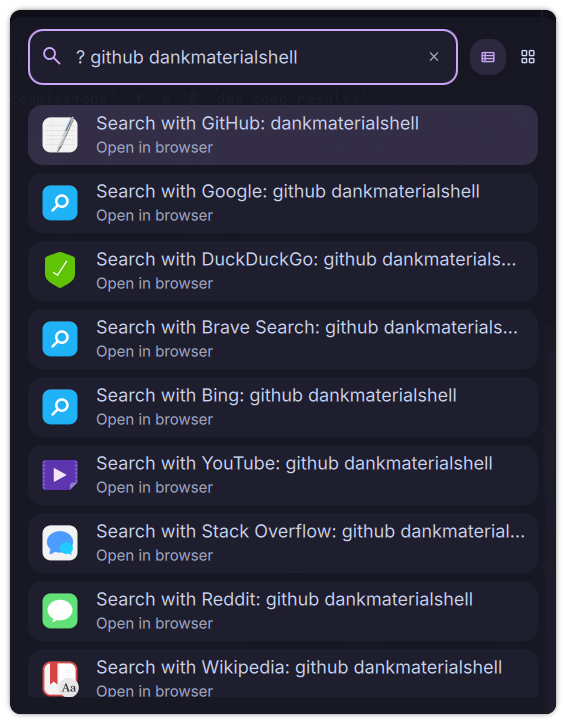 ? github dankmaterialshell
Search with GitHub: dankmaterialshell
Open in browser
Search with Google: github dankmaterialshell
Open in browser
Search with DuckDuckGo: github dankmaterials...
Open in browser
Search with Brave Search: github dankmaterials...
Open in browser
Search with Bing: github dankmaterialshell
Open in browser
Search with YouTube: github dankmaterialshell
Open in browser
Search with Stack Overflow: github dankmaterial...
Open in browser
Search with Reddit: github dankmaterialshell
Open in browser
Search with Wikipedia: github dankmaterialshell
Aa
Open in browser